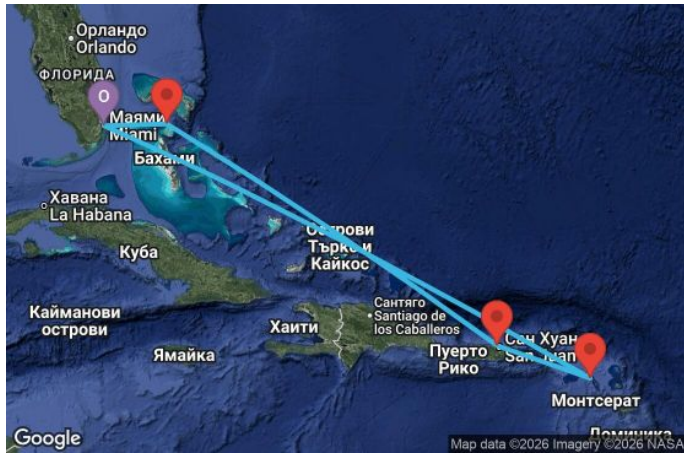 Орландо
Orlando
ФЛОРИДА
O
Маями
Miami
Бахами
Хавана
La Habana
Куба
Острови
Търкс и
Кайкос
Кайманови
острови
Ямайка
Хаити
Сантяго
Santiago de
los Caballeros
Пуерто
Рико
Сан Хуан
San Juan
Монтсерат
Доминика
Google
Map data ©2026 Imagery ©2026 NASA